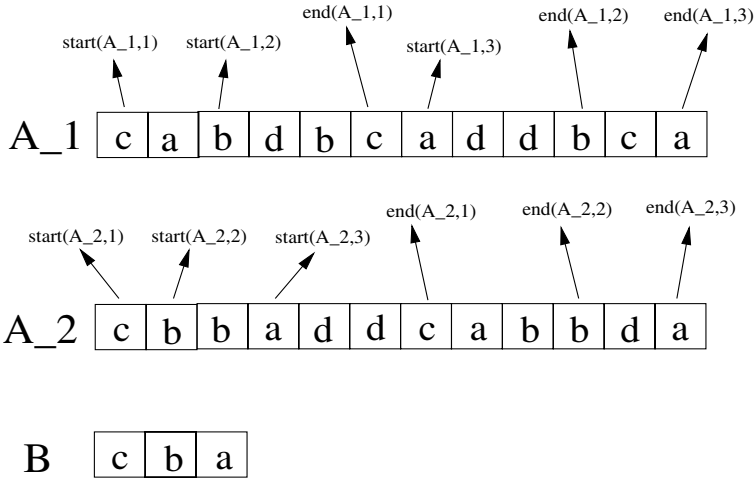 end(A_1,1) end(A_1,2) end(A_1,3)
start(A_1,1) start(A_1,2) start(A_1,3)
A_1 c a b d b c a d d b c a
end(A_2,1) end(A_2,2) end(A_2,3)
start(A_2,1) start(A_2,2) start(A_2,3)
A_2 c b b a d d c a b b d a
B c b a